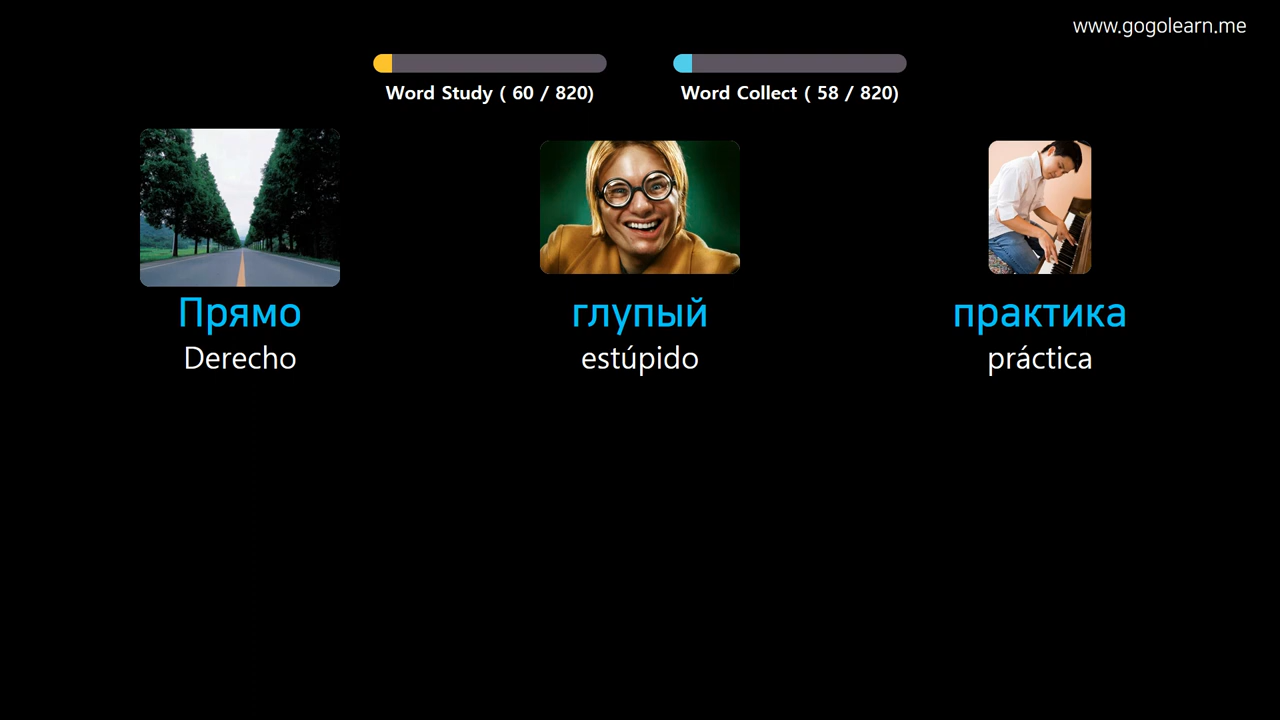 www.gogolearn.me
Word Study ( 60 / 820)
Word Collect ( 58 / 820)
Прямо
Derecho
глупый
estúpido
практика
práctica